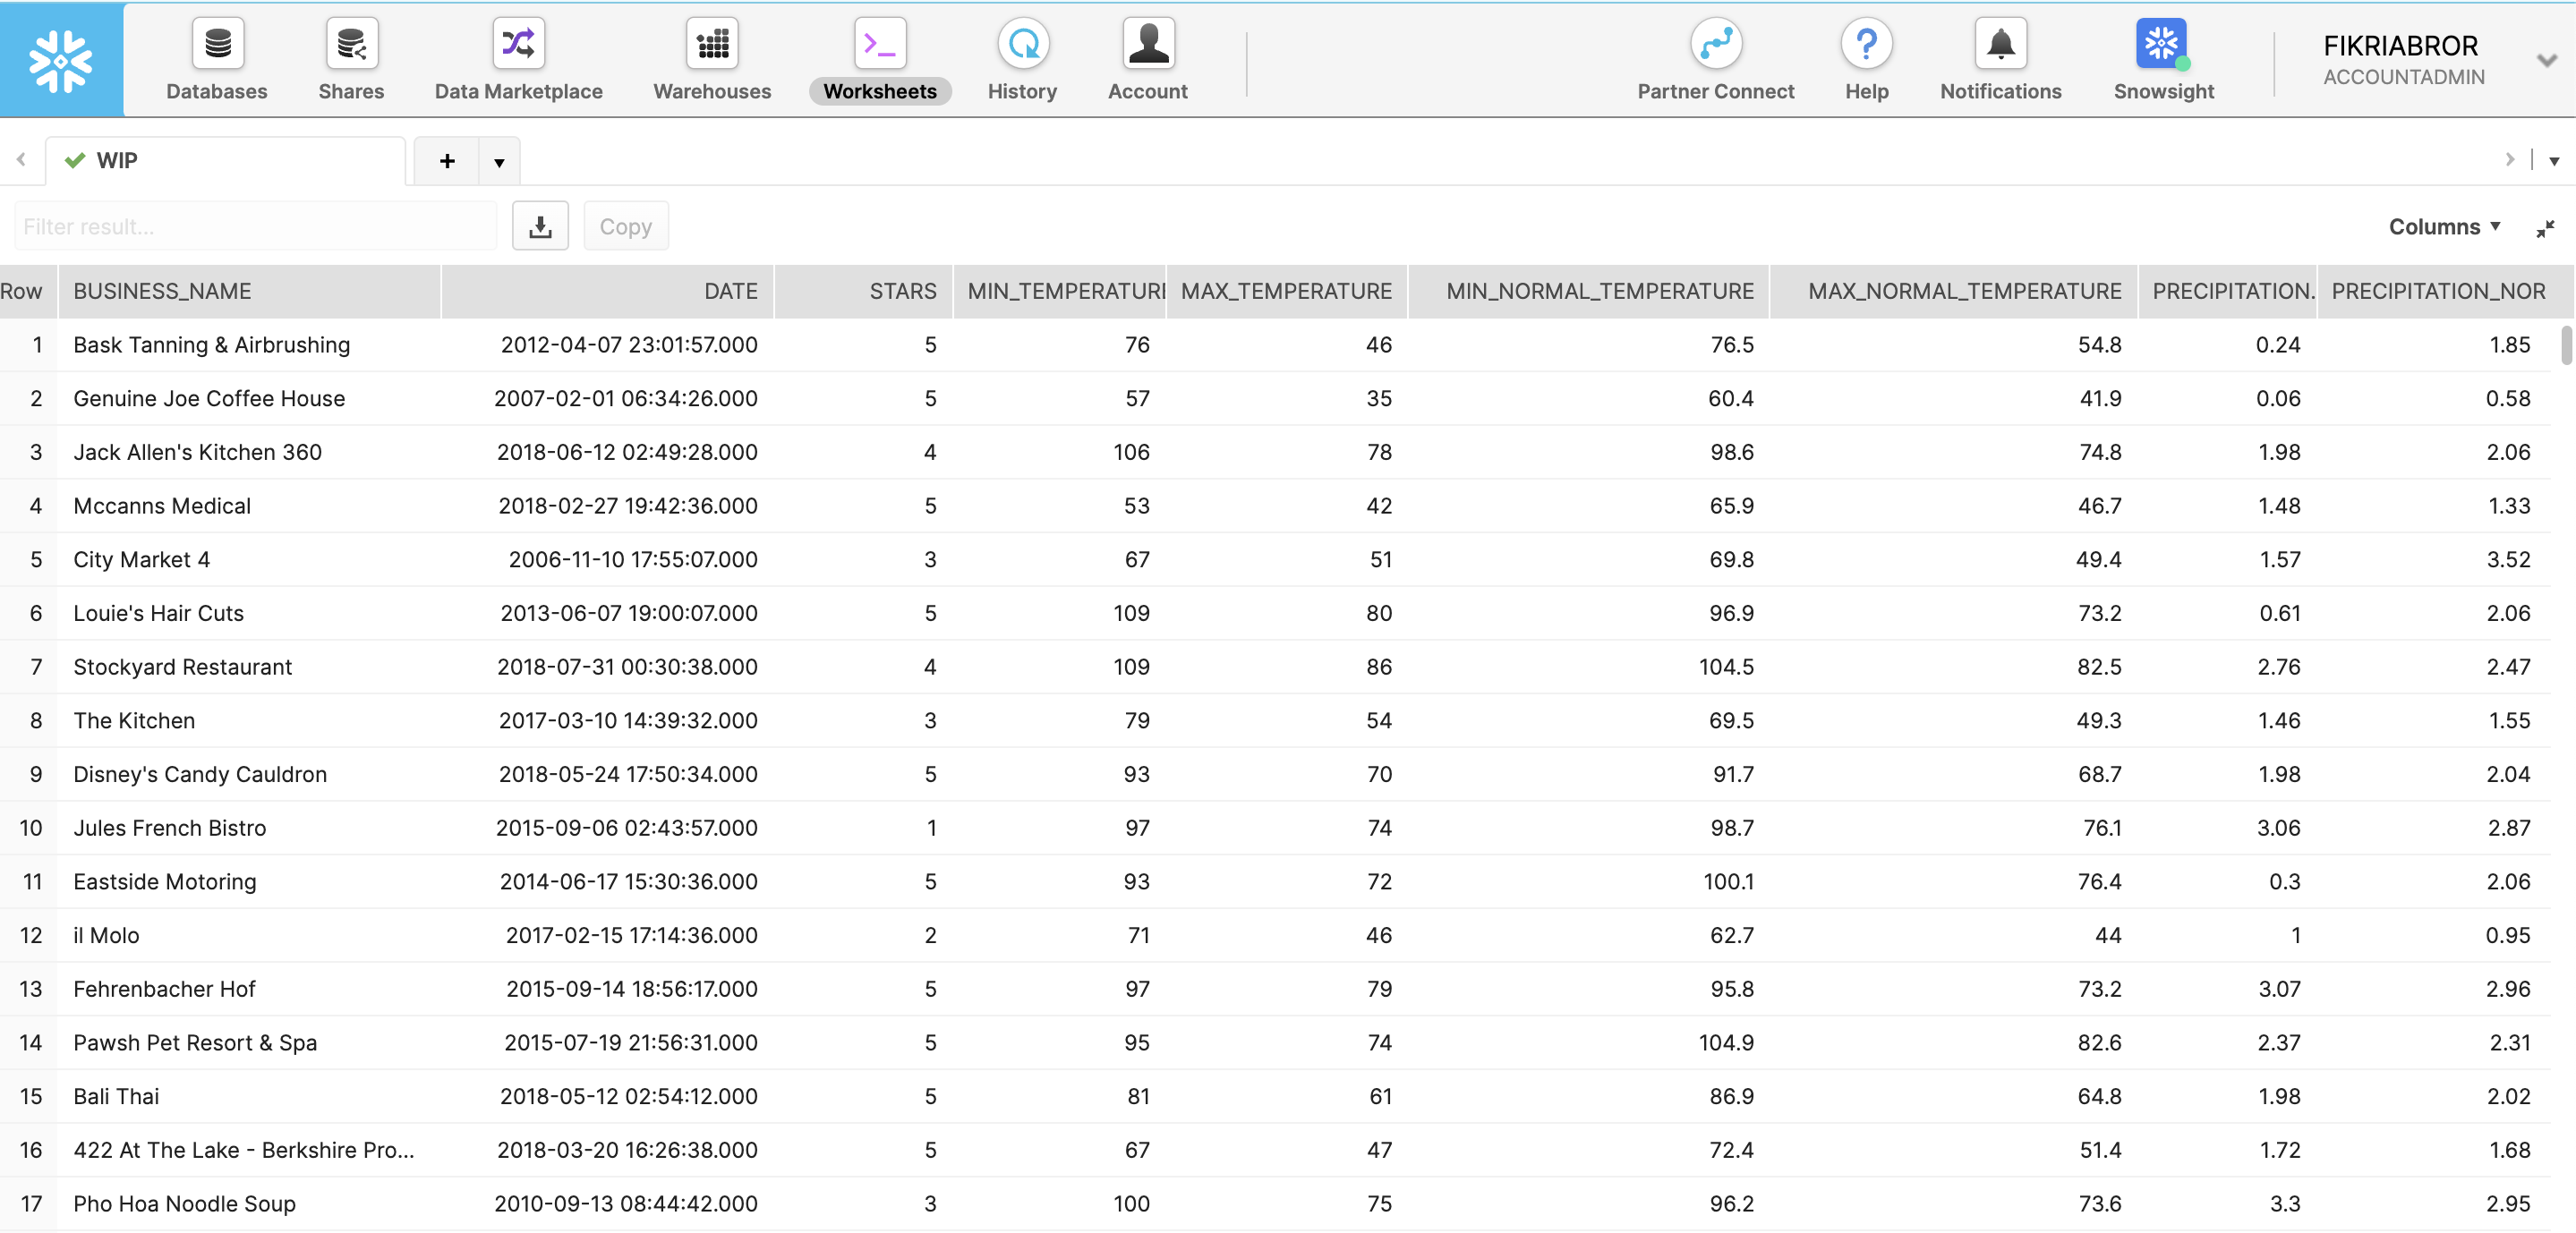 Databases Shares Data Marketplace Warehouses Worksheets History Account Partner Connect Help Notifications Snowsight FIKRIABROR
ACCOUNTADMIN
WIP +
Filter result... Copy Columns
Row BUSINESS_NAME DATE STARS MIN_TEMPERATURE MAX_TEMPERATURE MIN_NORMAL_TEMPERATURE MAX_NORMAL_TEMPERATURE PRECIPITATION. PRECIPITATION_NOR
1 Bask Tanning & Airbrushing 2012-04-07 23:01:57.000 5 76 46 76.5 54.8 0.24 1.85
2 Genuine Joe Coffee House 2007-02-01 06:34:26.000 5 57 35 60.4 41.9 0.06 0.58
3 Jack Allen's Kitchen 360 2018-06-12 02:49:28.000 4 106 78 98.6 74.8 1.98 2.06
4 Mccanns Medical 2018-02-27 19:42:36.000 5 53 42 65.9 46.7 1.48 1.33
5 City Market 4 2006-11-10 17:55:07.000 3 67 51 69.8 49.4 1.57 3.52
6 Louie's Hair Cuts 2013-06-07 19:00:07.000 5 109 80 96.9 73.2 0.61 2.06
7 Stockyard Restaurant 2018-07-31 00:30:38.000 4 109 86 104.5 82.5 2.76 2.47
8 The Kitchen 2017-03-10 14:39:32.000 3 79 54 69.5 49.3 1.46 1.55
9 Disney's Candy Cauldron 2018-05-24 17:50:34.000 5 93 70 91.7 68.7 1.98 2.04
10 Jules French Bistro 2015-09-06 02:43:57.000 1 97 74 98.7 76.1 3.06 2.87
11 Eastside Motoring 2014-06-17 15:30:36.000 5 93 72 100.1 76.4 0.3 2.06
12 il Molo 2017-02-15 17:14:36.000 2 71 46 62.7 44 1 0.95
13 Fehrenbacher Hof 2015-09-14 18:56:17.000 5 97 79 95.8 73.2 3.07 2.96
14 Pawsh Pet Resort & Spa 2015-07-19 21:56:31.000 5 95 74 104.9 82.6 2.37 2.31
15 Bali Thai 2018-05-12 02:54:12.000 5 81 61 86.9 64.8 1.98 2.02
16 422 At The Lake - Berkshire Pro... 2018-03-20 16:26:38.000 5 67 47 72.4 51.4 1.72 1.68
17 Pho Hoa Noodle Soup 2010-09-13 08:44:42.000 3 100 75 96.2 73.6 3.3 2.95